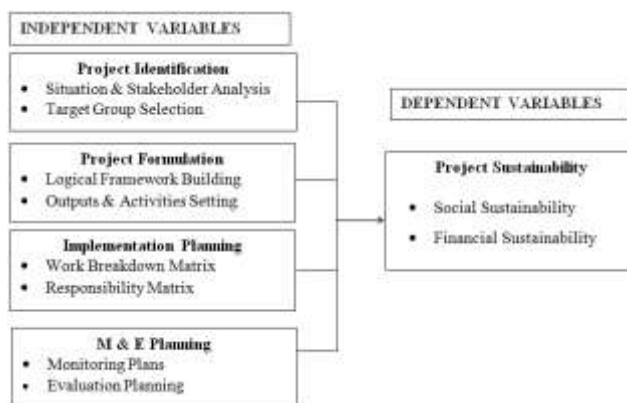 INDEPENDENT VARIABLES
Project Identification
• Situation & Stakeholder Analysis
• Target Group Selection
Project Formulation
• Logical Framework Building
• Outputs & Activities Setting
Implementation Planning
• Work Breakdown Matrix
• Responsibility Matrix
M & E Planning
• Monitoring Plans
• Evaluation Planning
DEPENDENT VARIABLES
Project Sustainability
• Social Sustainability
• Financial Sustainability